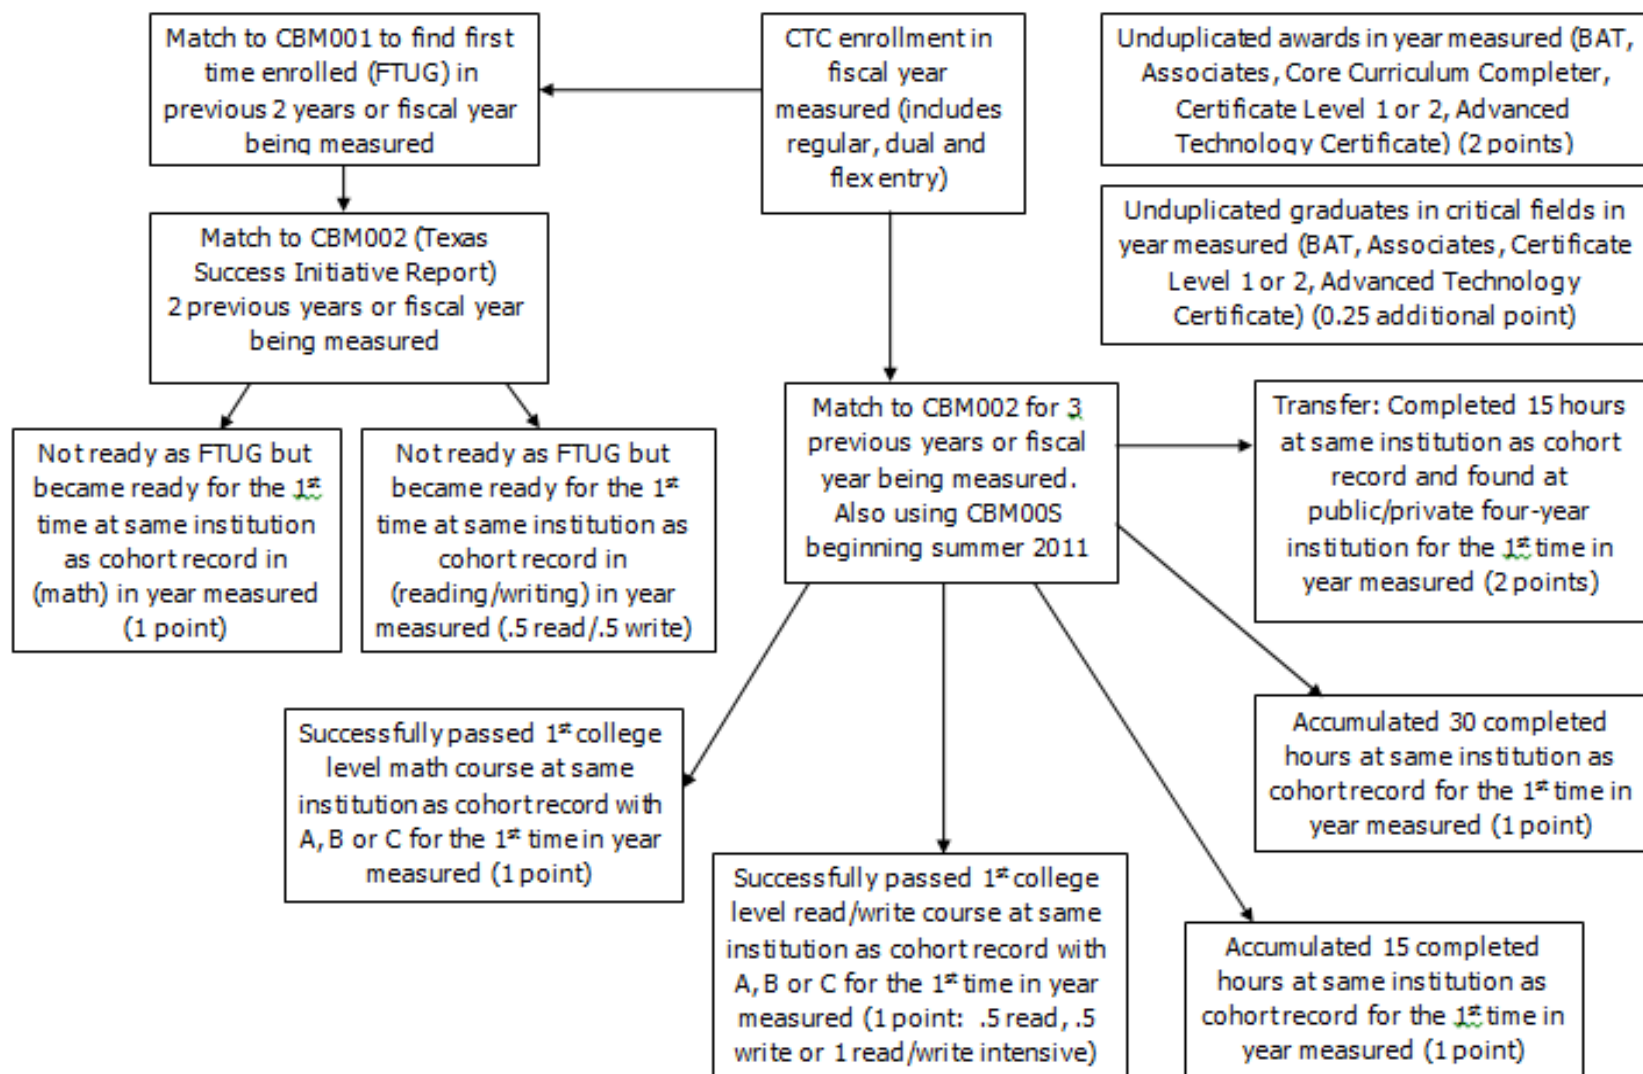 Match to CBM001 to find first
time enrolled (FTUG) in
previous 2 years or fiscal year
being measured
CTC enrollment in
fiscal year
measured (includes
regular, dual and
flex entry)
Unduplicated awards in year measured (BAT,
Associates, Core Curriculum Completer,
Certificate Level 1 or 2, Advanced
Technology Certificate) (2 points)
Unduplicated graduates in critical fields in
year measured (BAT, Associates, Certificate
Level 1 or 2, Advanced Technology
Certificate) (0.25 additional point)
Match to CBM002 (Texas
Success Initiative Report)
2 previous years or fiscal year
being measured
Not ready as FTUG but
became ready for the 1st
time at same institution
as cohort record in
(math) in year measured
(1 point)
Not ready as FTUG but
became ready for the 1st
time at same institution as
cohort record in
(reading/writing) in year
measured (.5 read/.5 write)
Match to CBM002 for 3
previous years or fiscal
year being measured.
Also using CBM00S
beginning summer 2011
Transfer: Completed 15 hours
at same institution as cohort
record and found at
public/private four-year
institution for the 1st time in
year measured (2 points)
Successfully passed 1st college
level math course at same
institution as cohort record with
A, B or C for the 1st time in year
measured (1 point)
Successfully passed 1st college
level read/write course at same
institution as cohort record with
A, B or C for the 1st time in year
measured (1 point: .5 read, .5
write or 1 read/write intensive)
Accumulated 30 completed
hours at same institution as
cohort record for the 1st time in
year measured (1 point)
Accumulated 15 completed
hours at same institution as
cohort record for the 1st time in
year measured (1 point)